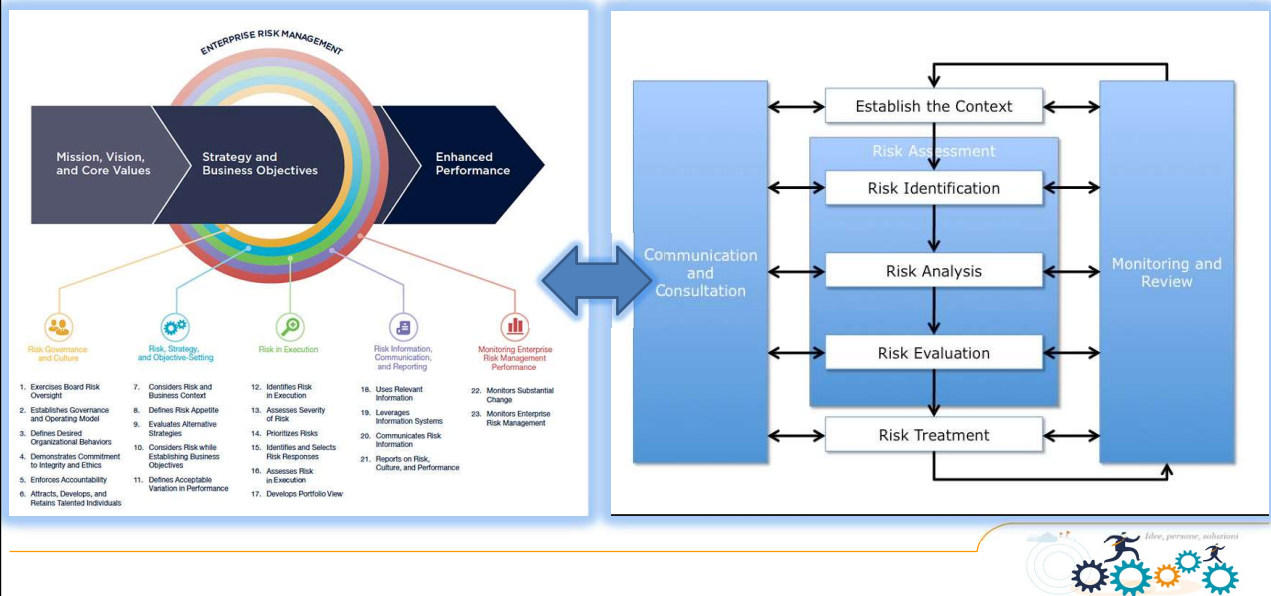 ENTERPRISE RISK MANAGEMENT
Mission, Vision,
and Core Values
Strategy and
Business Objectives
Enhanced
Performance
Risk Governance
and Culture
1. Exercises Board Risk
Oversight
2. Establishes Governance
and Operating Model
3. Defines Desired
Organizational Behaviors
4. Demonstrates Commitment
to Integrity and Ethics
5. Enforces Accountability
6. Attracts, Develops, and
Retains Talented Individuals
Risk, Strategy,
and Objective-Setting
7. Considers Risk and
Business Context
8. Defines Risk Appetite
9. Evaluates Alternative
Strategies
10. Considers Risk while
Establishing Business
Objectives
11. Defines Acceptable
Variation in Performance
Risk in Execution
12. Identifies Risk
in Execution
13. Assesses Severity
of Risk
14. Prioritizes Risks
15. Identifies and Selects
Risk Responses
16. Assesses Risk
in Execution
17. Develops Portfolio View
Risk Information,
Communication,
and Reporting
18. Uses Relevant
Information
19. Leverages
Information Systems
20. Communicates Risk
Information
21. Reports on Risk,
Culture, and Performance
Monitoring Enterprise
Risk Management
Performance
22. Monitors Substantial
Change
23. Monitors Enterprise
Risk Management
Communication
and
Consultation
Establish the Context
Risk Assessment
Risk Identification
Risk Analysis
Risk Evaluation
Risk Treatment
Monitoring and
Review
Idee, persone, soluzioni